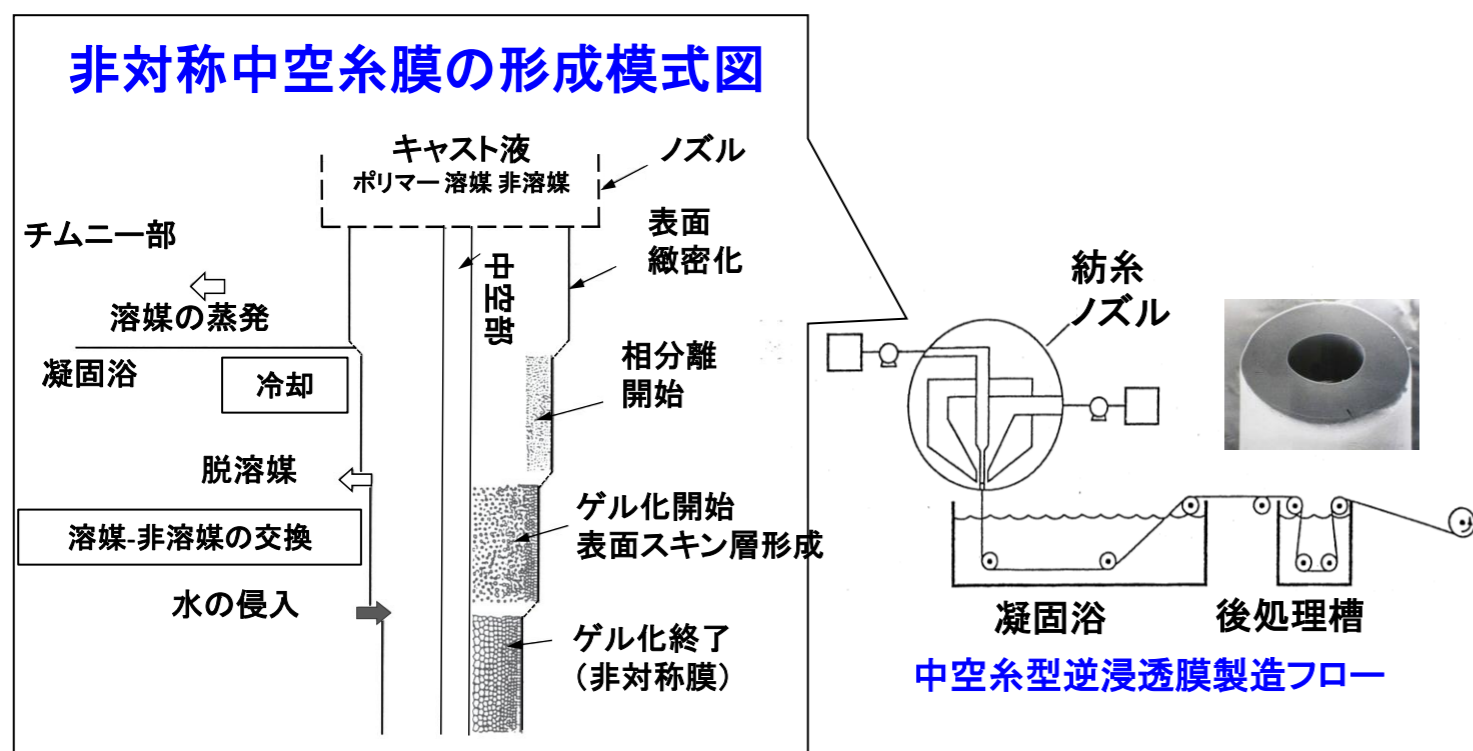 非対称中空糸膜の形成模式図
キャスト液
ポリマー 溶媒 非溶媒
ノズル
チムニー部
表面
緻密化
中空部
溶媒の蒸発
凝固浴
冷却
相分離
開始
脱溶媒
ゲル化開始
表面スキン層形成
溶媒-非溶媒の交換
水の侵入
ゲル化終了
（非対称膜）
紡糸
ノズル
凝固浴
後処理槽
中空糸型逆浸透膜製造フロー